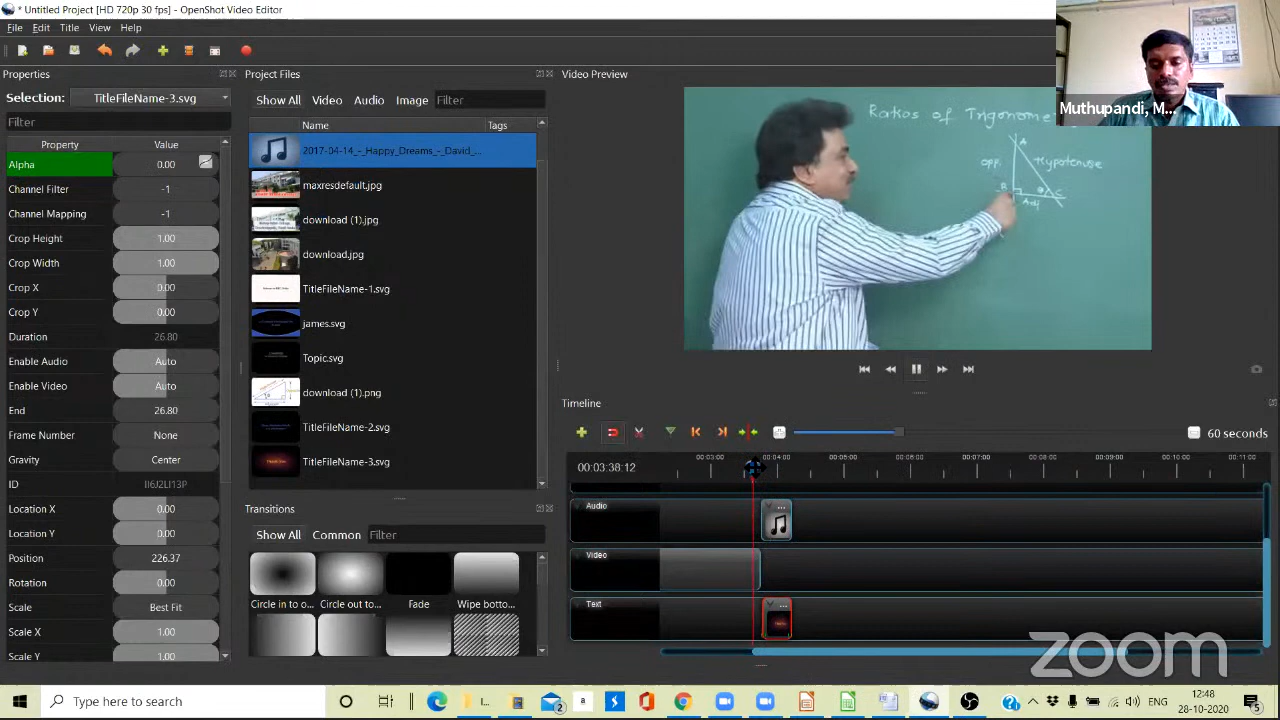 * Untitled Project [HD 720p 30 fps] - OpenShot Video Editor
File Edit Title View Help
Properties
Selection: TitleFileName-3.svg
Filter
Property Value
Alpha 0.00
Channel Filter -1
Channel Mapping -1
Crop Height 1.00
Crop Width 1.00
Crop X 0.00
Crop Y 0.00
Duration 26.80
Enable Audio Auto
Enable Video Auto
End 26.80
Frame Number None
Gravity Center
ID II6J2LI13P
Location X 0.00
Location Y 0.00
Position 226.37
Rotation 0.00
Scale Best Fit
Scale X 1.00
Scale Y 1.00
Project Files
Show All Video Audio Image Filter
Name Tags
2017-04-14_-_Happy_Dreams_-_David_...
maxresdefault.jpg
download (1).jpg
download.jpg
TitleFileName-1.svg
james.svg
Topic.svg
download (1).png
TitleFileName-2.svg
TitleFileName-3.svg
Transitions
Show All Common Filter
Circle in to o... Circle out to... Fade Wipe botto...
Video Preview
Ratios of Trigonome
A
opp. Hypotenuse
B θ C
Adj
Muthupandi, M...
Timeline
60 seconds
00:03:38:12
00:03:00 00:04:00 00:05:00 00:06:00 00:07:00 00:08:00 00:09:00 00:10:00 00:11:00
Audio
Video
Text
zoom
Type here to search
ENG
12:48
28-10-2020